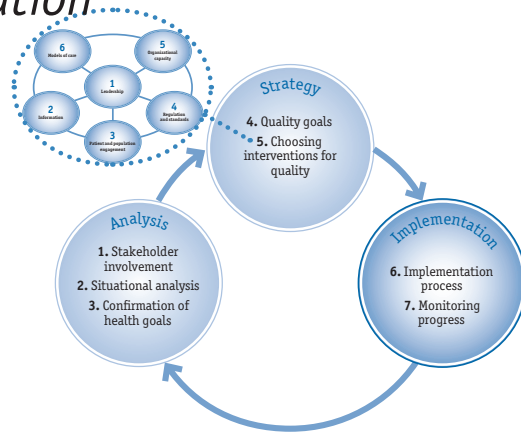 6
Models of care
5
Organizational
capacity
1
Leadership
2
Information
4
Regulation
and standards
3
Patient and population
engagement
Strategy
4. Quality goals
5. Choosing
interventions for
quality
Analysis
1. Stakeholder
involvement
2. Situational analysis
3. Confirmation of
health goals
Implementation
6. Implementation
process
7. Monitoring
progress